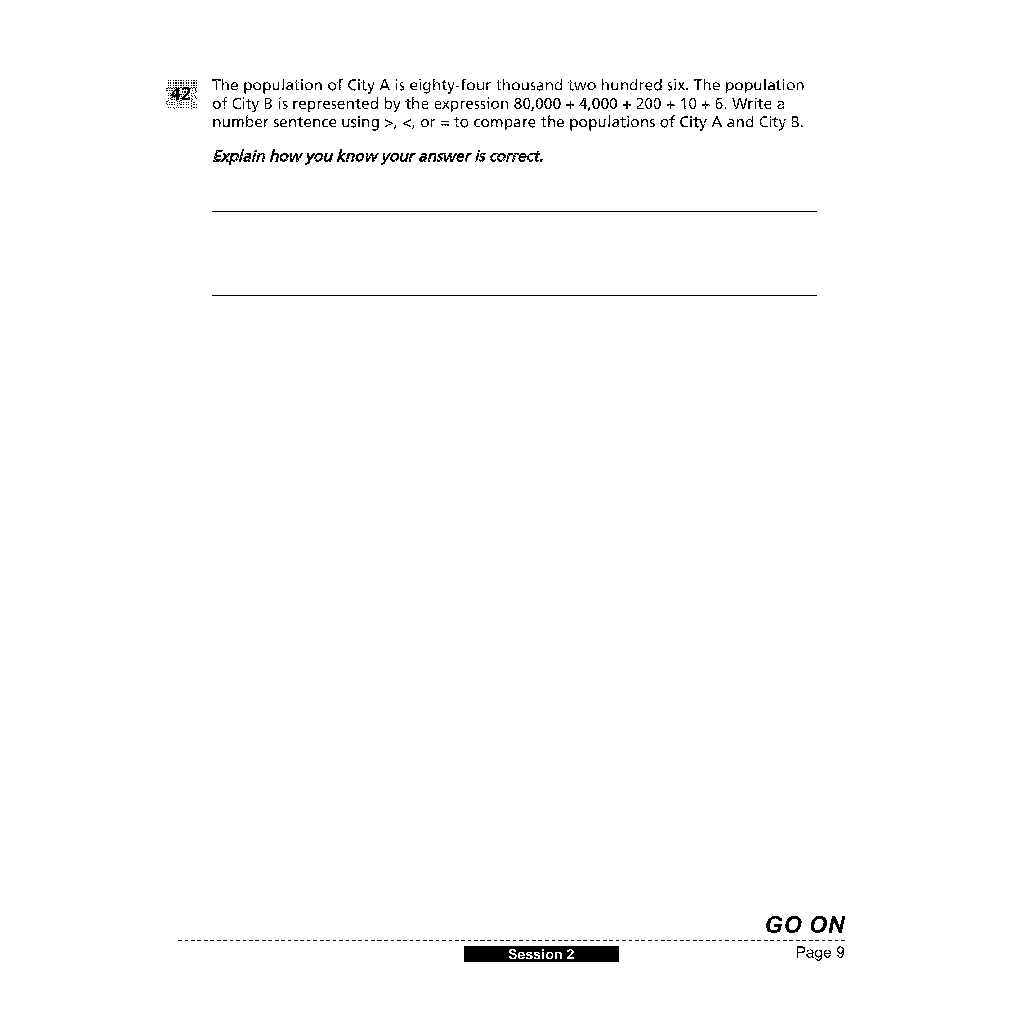 42 The population of City A is eighty-four thousand two hundred six. The population
of City B is represented by the expression 80,000 + 4,000 + 200 + 10 + 6. Write a
number sentence using >, <, or = to compare the populations of City A and City B.
Explain how you know your answer is correct.
GO ON
Session 2
Page 9